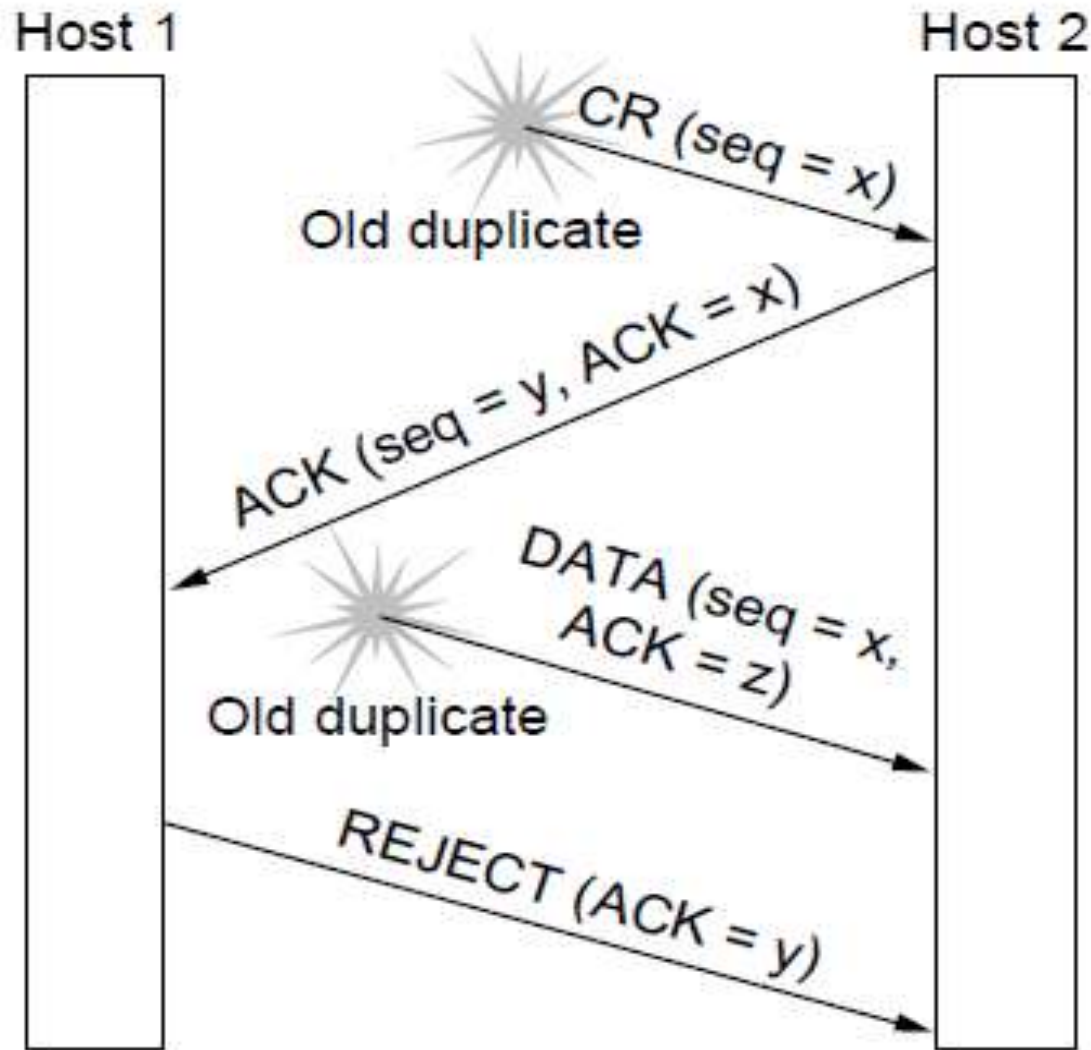 Host 1
Host 2
CR (seq = x)
Old duplicate
ACK (seq = y, ACK = x)
DATA (seq = x,
ACK = z)
Old duplicate
REJECT (ACK = y)